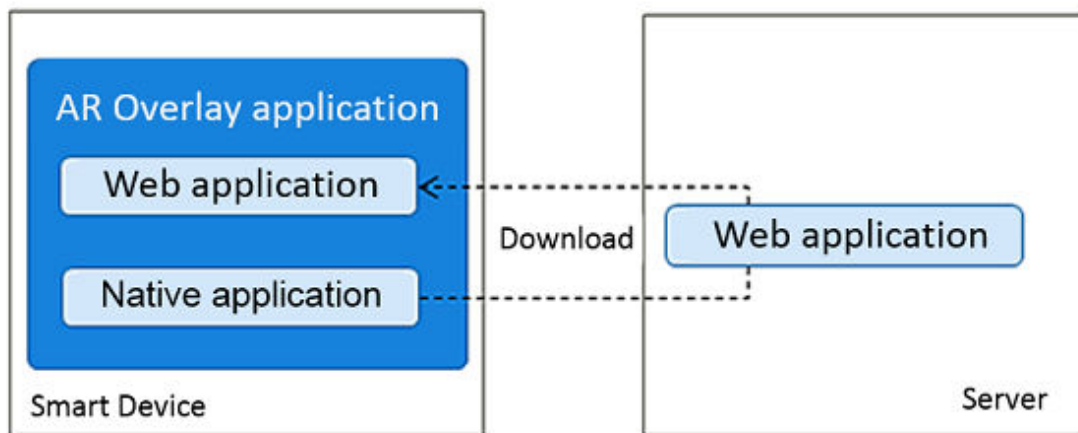 AR Overlay application
Web application
Native application
Smart Device
Download
Web application
Server